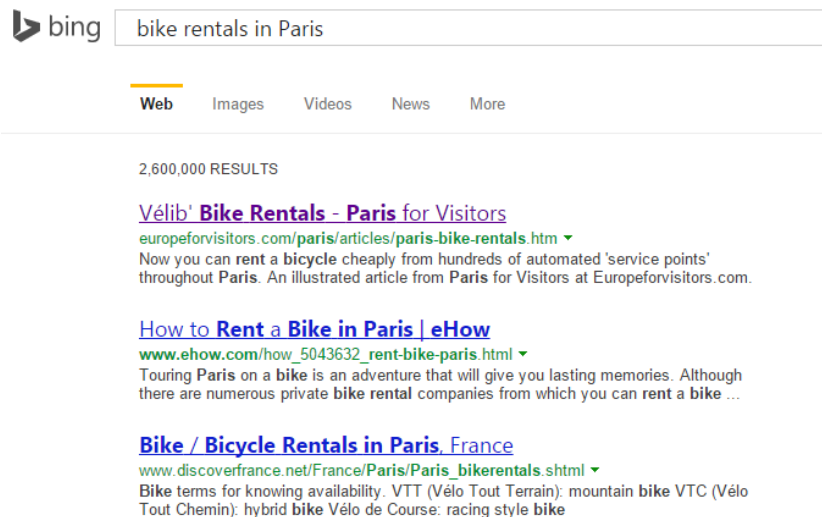 bing
bike rentals in Paris
Web Images Videos News More
2,600,000 RESULTS
Vélib' Bike Rentals - Paris for Visitors
europeforvisitors.com/paris/articles/paris-bike-rentals.htm
Now you can rent a bicycle cheaply from hundreds of automated 'service points'
throughout Paris. An illustrated article from Paris for Visitors at Europeforvisitors.com.
How to Rent a Bike in Paris | eHow
www.ehow.com/how_5043632_rent-bike-paris.html
Touring Paris on a bike is an adventure that will give you lasting memories. Although
there are numerous private bike rental companies from which you can rent a bike ...
Bike / Bicycle Rentals in Paris, France
www.discoverfrance.net/France/Paris/Paris_bikerentals.shtml
Bike terms for knowing availability. VTT (Vélo Tout Terrain): mountain bike VTC (Vélo
Tout Chemin): hybrid bike Vélo de Course: racing style bike